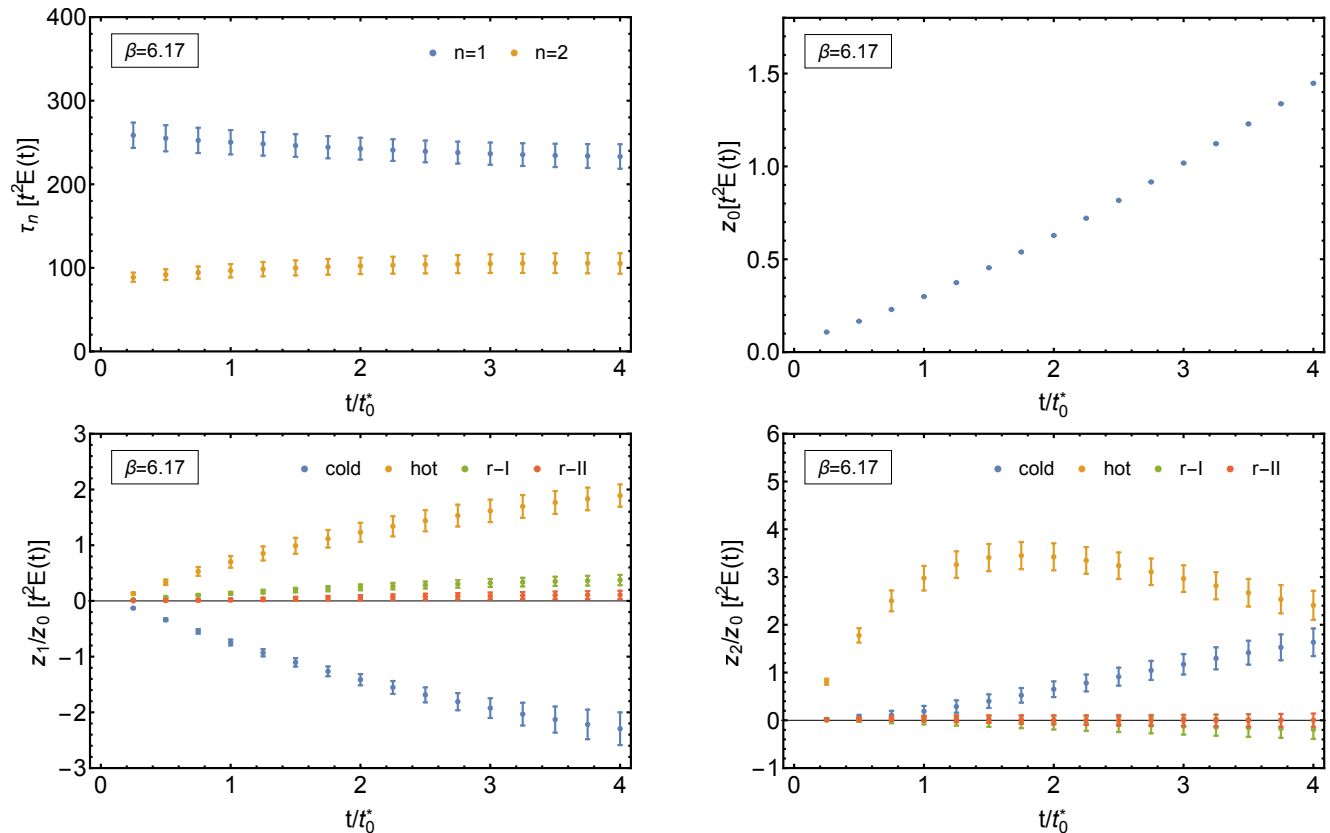 400
300
200
100
0
τn [t²E(t)]
β=6.17
n=1 n=2
0 1 2 3 4
t/t₀*
1.5
1.0
0.5
0.0
z₀[t²E(t)]
β=6.17
0 1 2 3 4
t/t₀*
3
2
1
0
−1
−2
−3
z₁/z₀ [t²E(t)]
β=6.17
cold hot r−I r−II
0 1 2 3 4
t/t₀*
6
5
4
3
2
1
0
−1
z₂/z₀ [t²E(t)]
β=6.17
cold hot r−I r−II
0 1 2 3 4
t/t₀*